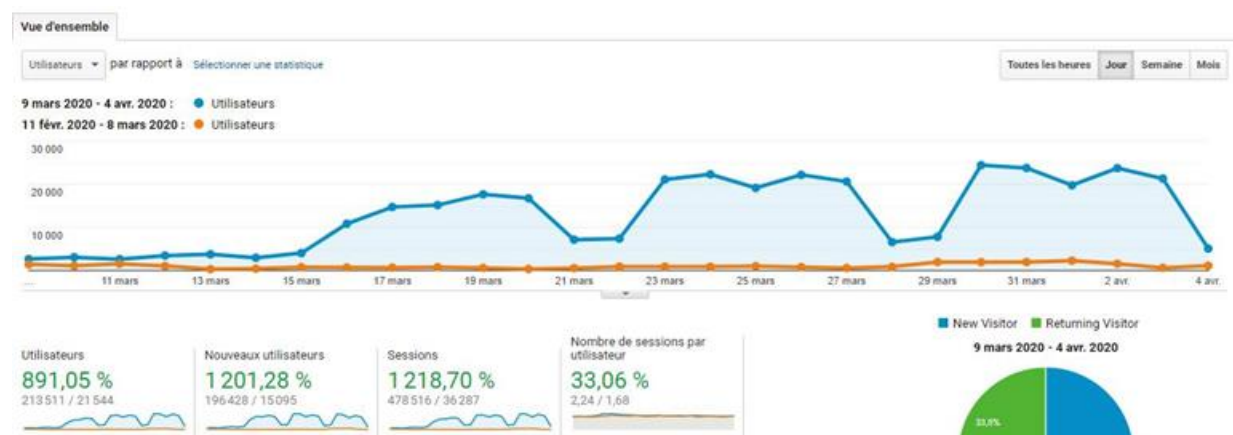 Vue d'ensemble
Utilisateurs par rapport à Sélectionner une statistique
Toutes les heures Jour Semaine Mois
9 mars 2020 - 4 avr. 2020 : Utilisateurs
11 févr. 2020 - 8 mars 2020 : Utilisateurs
30 000
20 000
10 000
... 11 mars 13 mars 15 mars 17 mars 19 mars 21 mars 23 mars 25 mars 27 mars 29 mars 31 mars 2 avr. 4 avr.
New Visitor Returning Visitor
9 mars 2020 - 4 avr. 2020
Utilisateurs
891,05 %
213 511 / 21 544
Nouveaux utilisateurs
1 201,28 %
196 428 / 15 095
Sessions
1 218,70 %
478 516 / 36 287
Nombre de sessions par
utilisateur
33,06 %
2,24 / 1,68
33,8%